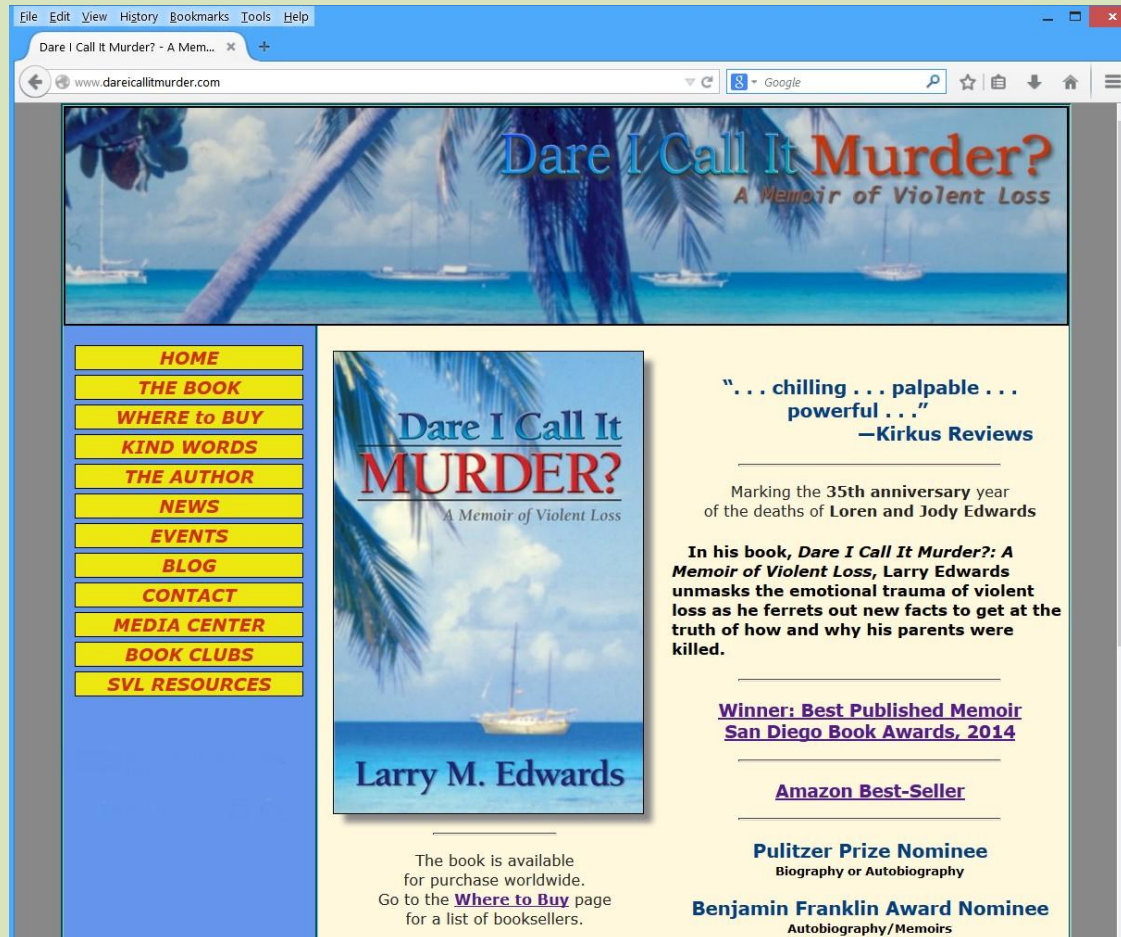 File Edit View History Bookmarks Tools Help
Dare I Call It Murder? - A Mem...
www.dareicallitmurder.com
Google
Dare I Call It Murder?
A Memoir of Violent Loss
HOME
THE BOOK
WHERE to BUY
KIND WORDS
THE AUTHOR
NEWS
EVENTS
BLOG
CONTACT
MEDIA CENTER
BOOK CLUBS
SVL RESOURCES
Dare I Call It
MURDER?
A Memoir of Violent Loss
Larry M. Edwards
The book is available
for purchase worldwide.
Go to the Where to Buy page
for a list of booksellers.
“. . . chilling . . . palpable . . .
powerful . . .”
—Kirkus Reviews
Marking the 35th anniversary year
of the deaths of Loren and Jody Edwards
In his book, Dare I Call It Murder?: A
Memoir of Violent Loss, Larry Edwards
unmasks the emotional trauma of violent
loss as he ferrets out new facts to get at the
truth of how and why his parents were
killed.
Winner: Best Published Memoir
San Diego Book Awards, 2014
Amazon Best-Seller
Pulitzer Prize Nominee
Biography or Autobiography
Benjamin Franklin Award Nominee
Autobiography/Memoirs